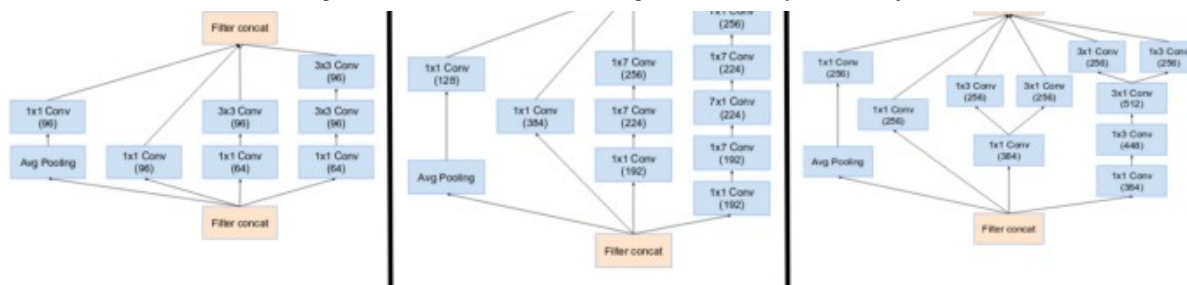 Filter concat
3x3 Conv
(96)
1x1 Conv
(96)
3x3 Conv
(96)
3x3 Conv
(96)
Avg Pooling
1x1 Conv
(96)
1x1 Conv
(64)
1x1 Conv
(64)
Filter concat
7x1 Conv
(256)
1x1 Conv
(128)
1x7 Conv
(256)
1x7 Conv
(224)
1x1 Conv
(384)
1x7 Conv
(224)
7x1 Conv
(224)
Avg Pooling
1x1 Conv
(192)
1x7 Conv
(192)
1x1 Conv
(192)
Filter concat
1x1 Conv
(256)
3x1 Conv
(256)
1x3 Conv
(256)
1x3 Conv
(256)
3x1 Conv
(256)
3x1 Conv
(512)
1x1 Conv
(256)
1x3 Conv
(448)
Avg Pooling
1x1 Conv
(384)
1x1 Conv
(384)
Filter concat